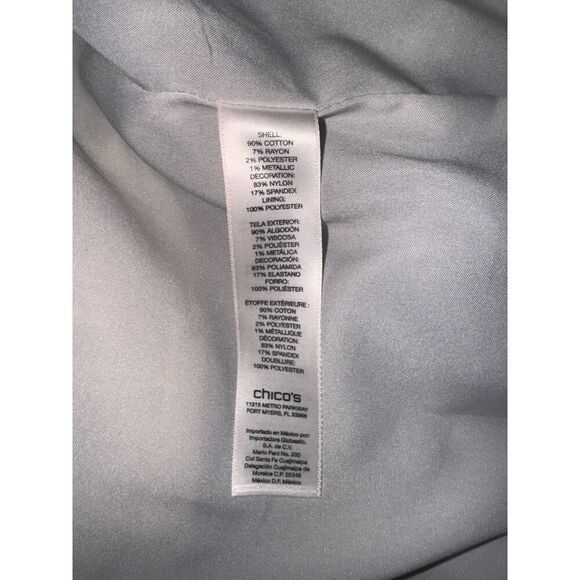 SHELL:
90% COTTON
7% RAYON
2% POLYESTER
1% METALLIC
DECORATION:
83% NYLON
17% SPANDEX
LINING:
100% POLYESTER
TELA EXTERIOR:
90% ALGODÓN
7% VISCOSA
2% POLIÉSTER
1% METÁLICA
DECORACIÓN:
83% POLIAMIDA
17% ELASTANO
FORRO:
100% POLIÉSTER
ÉTOFFE EXTÉRIEURE :
90% COTON
7% RAYONNE
2% POLYESTER
1% MÉTALLIQUE
DÉCORATION:
83% NYLON
17% SPANDEX
DOUBLURE:
100% POLYESTER
chico's
11215 METRO PARKWAY
FORT MYERS, FL 33966
Importado en México por:
Importadora Globastic,
S.A. de C.V.
Mario Pani No. 200
Col Santa Fe Cuajimalpa
Delegación Cuajimalpa de
Morelos C.P. 05348
México D.F. México